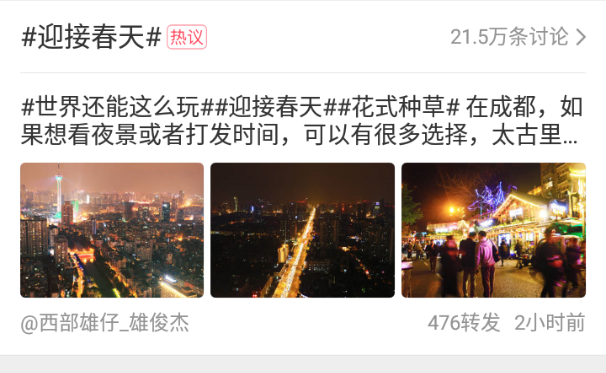 #迎接春天# 热议
21.5万条讨论
#世界还能这么玩##迎接春天##花式种草# 在成都，如
果想看夜景或者打发时间，可以有很多选择，太古里...
@西部雄仔_雄俊杰
476转发 2小时前